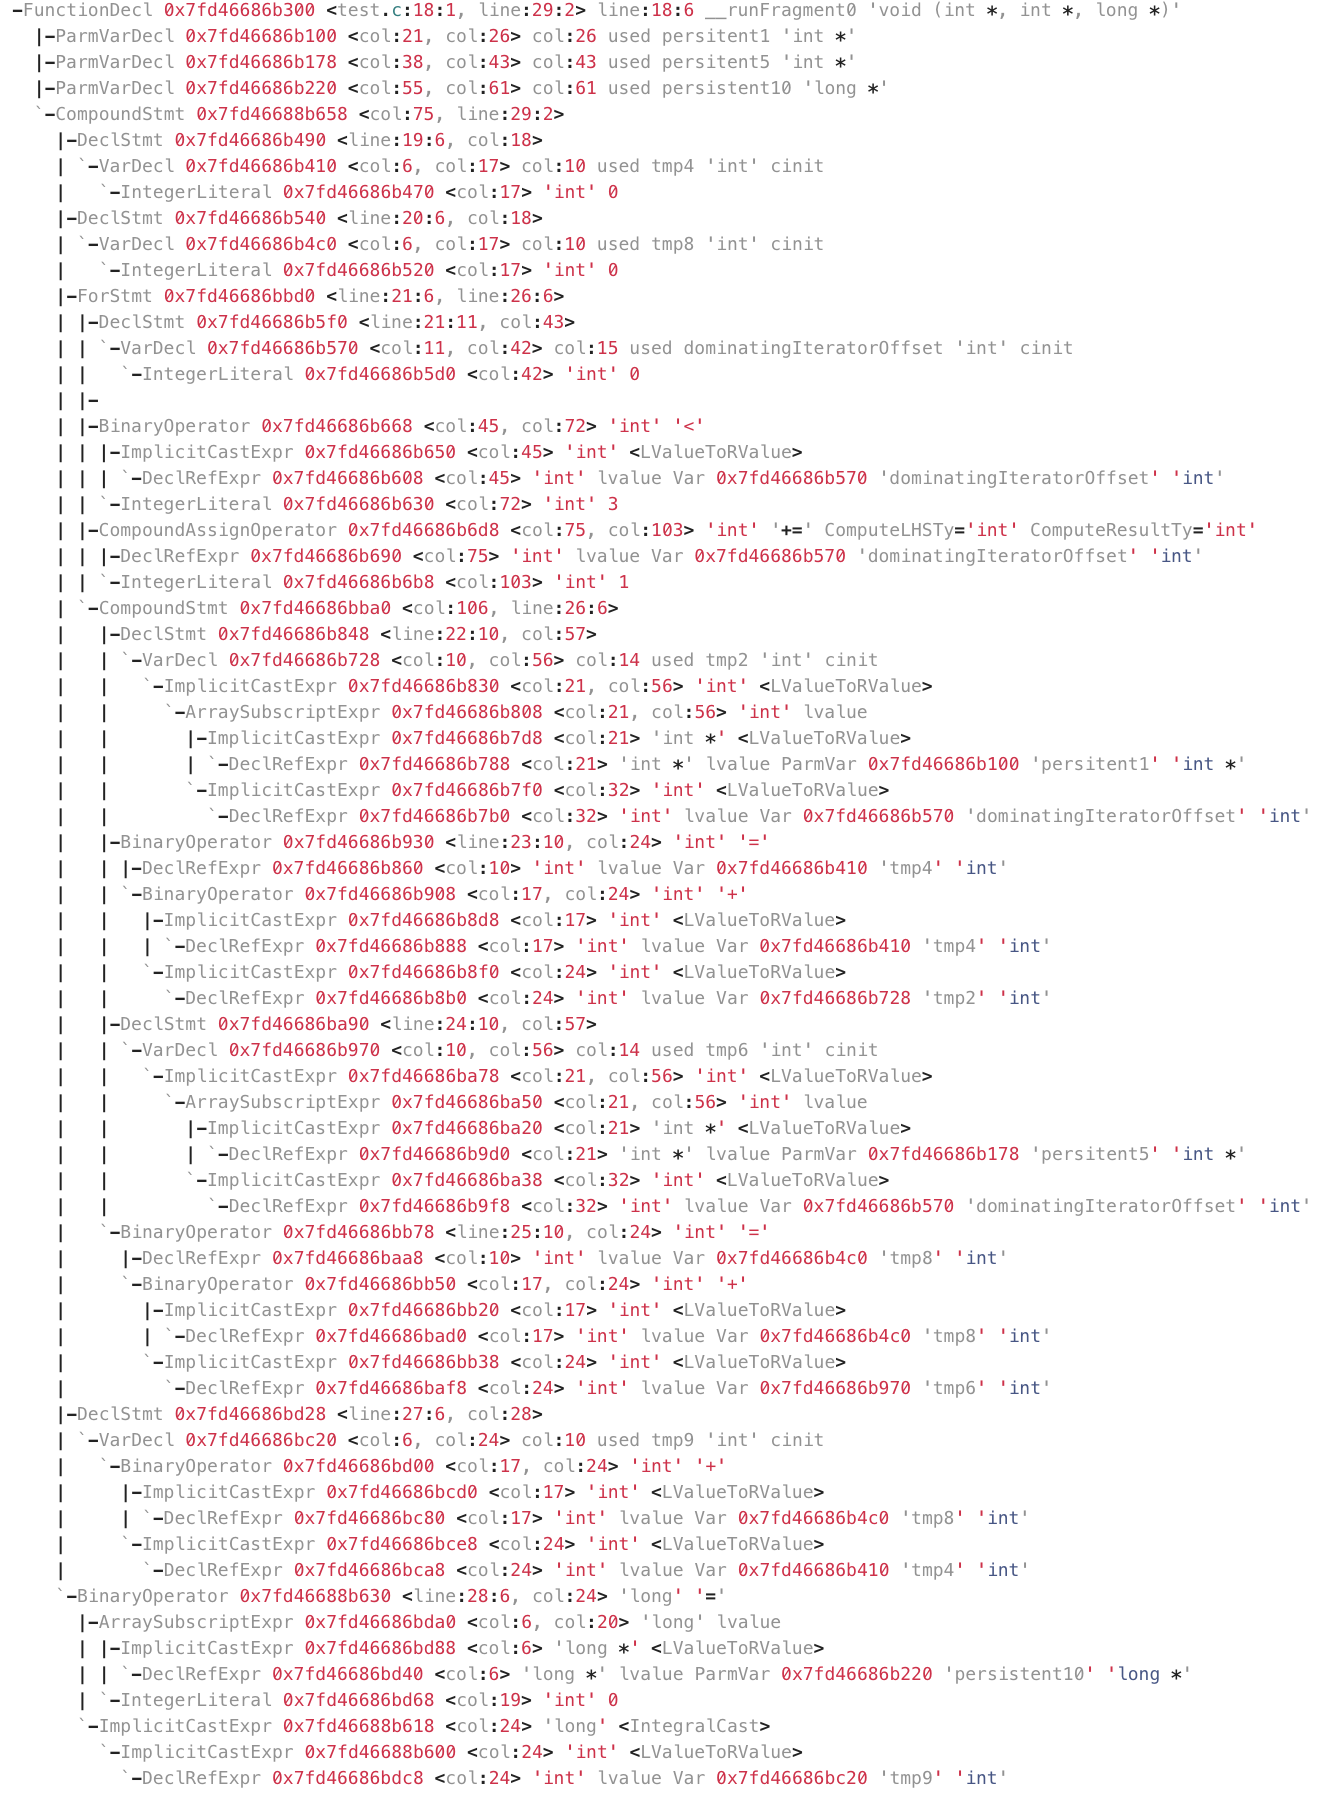 -FunctionDecl 0x7fd46686b300 <test.c:18:1, line:29:2> line:18:6 __runFragment0 'void (int *, int *, long *)'
  |-ParmVarDecl 0x7fd46686b100 <col:21, col:26> col:26 used persitent1 'int *'
  |-ParmVarDecl 0x7fd46686b178 <col:38, col:43> col:43 used persitent5 'int *'
  |-ParmVarDecl 0x7fd46686b220 <col:55, col:61> col:61 used persistent10 'long *'
  `-CompoundStmt 0x7fd46688b658 <col:75, line:29:2>
    |-DeclStmt 0x7fd46686b490 <line:19:6, col:18>
    | `-VarDecl 0x7fd46686b410 <col:6, col:17> col:10 used tmp4 'int' cinit
    |   `-IntegerLiteral 0x7fd46686b470 <col:17> 'int' 0
    |-DeclStmt 0x7fd46686b540 <line:20:6, col:18>
    | `-VarDecl 0x7fd46686b4c0 <col:6, col:17> col:10 used tmp8 'int' cinit
    |   `-IntegerLiteral 0x7fd46686b520 <col:17> 'int' 0
    |-ForStmt 0x7fd46686bbd0 <line:21:6, line:26:6>
    | |-DeclStmt 0x7fd46686b5f0 <line:21:11, col:43>
    | | `-VarDecl 0x7fd46686b570 <col:11, col:42> col:15 used dominatingIteratorOffset 'int' cinit
    | |   `-IntegerLiteral 0x7fd46686b5d0 <col:42> 'int' 0
    | |-
    | |-BinaryOperator 0x7fd46686b668 <col:45, col:72> 'int' '<'
    | | |-ImplicitCastExpr 0x7fd46686b650 <col:45> 'int' <LValueToRValue>
    | | | `-DeclRefExpr 0x7fd46686b608 <col:45> 'int' lvalue Var 0x7fd46686b570 'dominatingIteratorOffset' 'int'
    | | `-IntegerLiteral 0x7fd46686b630 <col:72> 'int' 3
    | |-CompoundAssignOperator 0x7fd46686b6d8 <col:75, col:103> 'int' '+=' ComputeLHSTy='int' ComputeResultTy='int'
    | | |-DeclRefExpr 0x7fd46686b690 <col:75> 'int' lvalue Var 0x7fd46686b570 'dominatingIteratorOffset' 'int'
    | | `-IntegerLiteral 0x7fd46686b6b8 <col:103> 'int' 1
    | `-CompoundStmt 0x7fd46686bba0 <col:106, line:26:6>
    |   |-DeclStmt 0x7fd46686b848 <line:22:10, col:57>
    |   | `-VarDecl 0x7fd46686b728 <col:10, col:56> col:14 used tmp2 'int' cinit
    |   |   `-ImplicitCastExpr 0x7fd46686b830 <col:21, col:56> 'int' <LValueToRValue>
    |   |     `-ArraySubscriptExpr 0x7fd46686b808 <col:21, col:56> 'int' lvalue
    |   |       |-ImplicitCastExpr 0x7fd46686b7d8 <col:21> 'int *' <LValueToRValue>
    |   |       | `-DeclRefExpr 0x7fd46686b788 <col:21> 'int *' lvalue ParmVar 0x7fd46686b100 'persitent1' 'int *'
    |   |       `-ImplicitCastExpr 0x7fd46686b7f0 <col:32> 'int' <LValueToRValue>
    |   |         `-DeclRefExpr 0x7fd46686b7b0 <col:32> 'int' lvalue Var 0x7fd46686b570 'dominatingIteratorOffset' 'int'
    |   |-BinaryOperator 0x7fd46686b930 <line:23:10, col:24> 'int' '='
    |   | |-DeclRefExpr 0x7fd46686b860 <col:10> 'int' lvalue Var 0x7fd46686b410 'tmp4' 'int'
    |   | `-BinaryOperator 0x7fd46686b908 <col:17, col:24> 'int' '+'
    |   |   |-ImplicitCastExpr 0x7fd46686b8d8 <col:17> 'int' <LValueToRValue>
    |   |   | `-DeclRefExpr 0x7fd46686b888 <col:17> 'int' lvalue Var 0x7fd46686b410 'tmp4' 'int'
    |   |   `-ImplicitCastExpr 0x7fd46686b8f0 <col:24> 'int' <LValueToRValue>
    |   |     `-DeclRefExpr 0x7fd46686b8b0 <col:24> 'int' lvalue Var 0x7fd46686b728 'tmp2' 'int'
    |   |-DeclStmt 0x7fd46686ba90 <line:24:10, col:57>
    |   | `-VarDecl 0x7fd46686b970 <col:10, col:56> col:14 used tmp6 'int' cinit
    |   |   `-ImplicitCastExpr 0x7fd46686ba78 <col:21, col:56> 'int' <LValueToRValue>
    |   |     `-ArraySubscriptExpr 0x7fd46686ba50 <col:21, col:56> 'int' lvalue
    |   |       |-ImplicitCastExpr 0x7fd46686ba20 <col:21> 'int *' <LValueToRValue>
    |   |       | `-DeclRefExpr 0x7fd46686b9d0 <col:21> 'int *' lvalue ParmVar 0x7fd46686b178 'persitent5' 'int *'
    |   |       `-ImplicitCastExpr 0x7fd46686ba38 <col:32> 'int' <LValueToRValue>
    |   |         `-DeclRefExpr 0x7fd46686b9f8 <col:32> 'int' lvalue Var 0x7fd46686b570 'dominatingIteratorOffset' 'int'
    |   `-BinaryOperator 0x7fd46686bb78 <line:25:10, col:24> 'int' '='
    |     |-DeclRefExpr 0x7fd46686baa8 <col:10> 'int' lvalue Var 0x7fd46686b4c0 'tmp8' 'int'
    |     `-BinaryOperator 0x7fd46686bb50 <col:17, col:24> 'int' '+'
    |       |-ImplicitCastExpr 0x7fd46686bb20 <col:17> 'int' <LValueToRValue>
    |       | `-DeclRefExpr 0x7fd46686bad0 <col:17> 'int' lvalue Var 0x7fd46686b4c0 'tmp8' 'int'
    |       `-ImplicitCastExpr 0x7fd46686bb38 <col:24> 'int' <LValueToRValue>
    |         `-DeclRefExpr 0x7fd46686baf8 <col:24> 'int' lvalue Var 0x7fd46686b970 'tmp6' 'int'
    |-DeclStmt 0x7fd46686bd28 <line:27:6, col:28>
    | `-VarDecl 0x7fd46686bc20 <col:6, col:24> col:10 used tmp9 'int' cinit
    |   `-BinaryOperator 0x7fd46686bd00 <col:17, col:24> 'int' '+'
    |     |-ImplicitCastExpr 0x7fd46686bcd0 <col:17> 'int' <LValueToRValue>
    |     | `-DeclRefExpr 0x7fd46686bc80 <col:17> 'int' lvalue Var 0x7fd46686b4c0 'tmp8' 'int'
    |     `-ImplicitCastExpr 0x7fd46686bce8 <col:24> 'int' <LValueToRValue>
    |       `-DeclRefExpr 0x7fd46686bca8 <col:24> 'int' lvalue Var 0x7fd46686b410 'tmp4' 'int'
    `-BinaryOperator 0x7fd46688b630 <line:28:6, col:24> 'long' '='
      |-ArraySubscriptExpr 0x7fd46686bda0 <col:6, col:20> 'long' lvalue
      | |-ImplicitCastExpr 0x7fd46686bd88 <col:6> 'long *' <LValueToRValue>
      | | `-DeclRefExpr 0x7fd46686bd40 <col:6> 'long *' lvalue ParmVar 0x7fd46686b220 'persistent10' 'long *'
      | `-IntegerLiteral 0x7fd46686bd68 <col:19> 'int' 0
      `-ImplicitCastExpr 0x7fd46688b618 <col:24> 'long' <IntegralCast>
        `-ImplicitCastExpr 0x7fd46688b600 <col:24> 'int' <LValueToRValue>
          `-DeclRefExpr 0x7fd46686bdc8 <col:24> 'int' lvalue Var 0x7fd46686bc20 'tmp9' 'int'